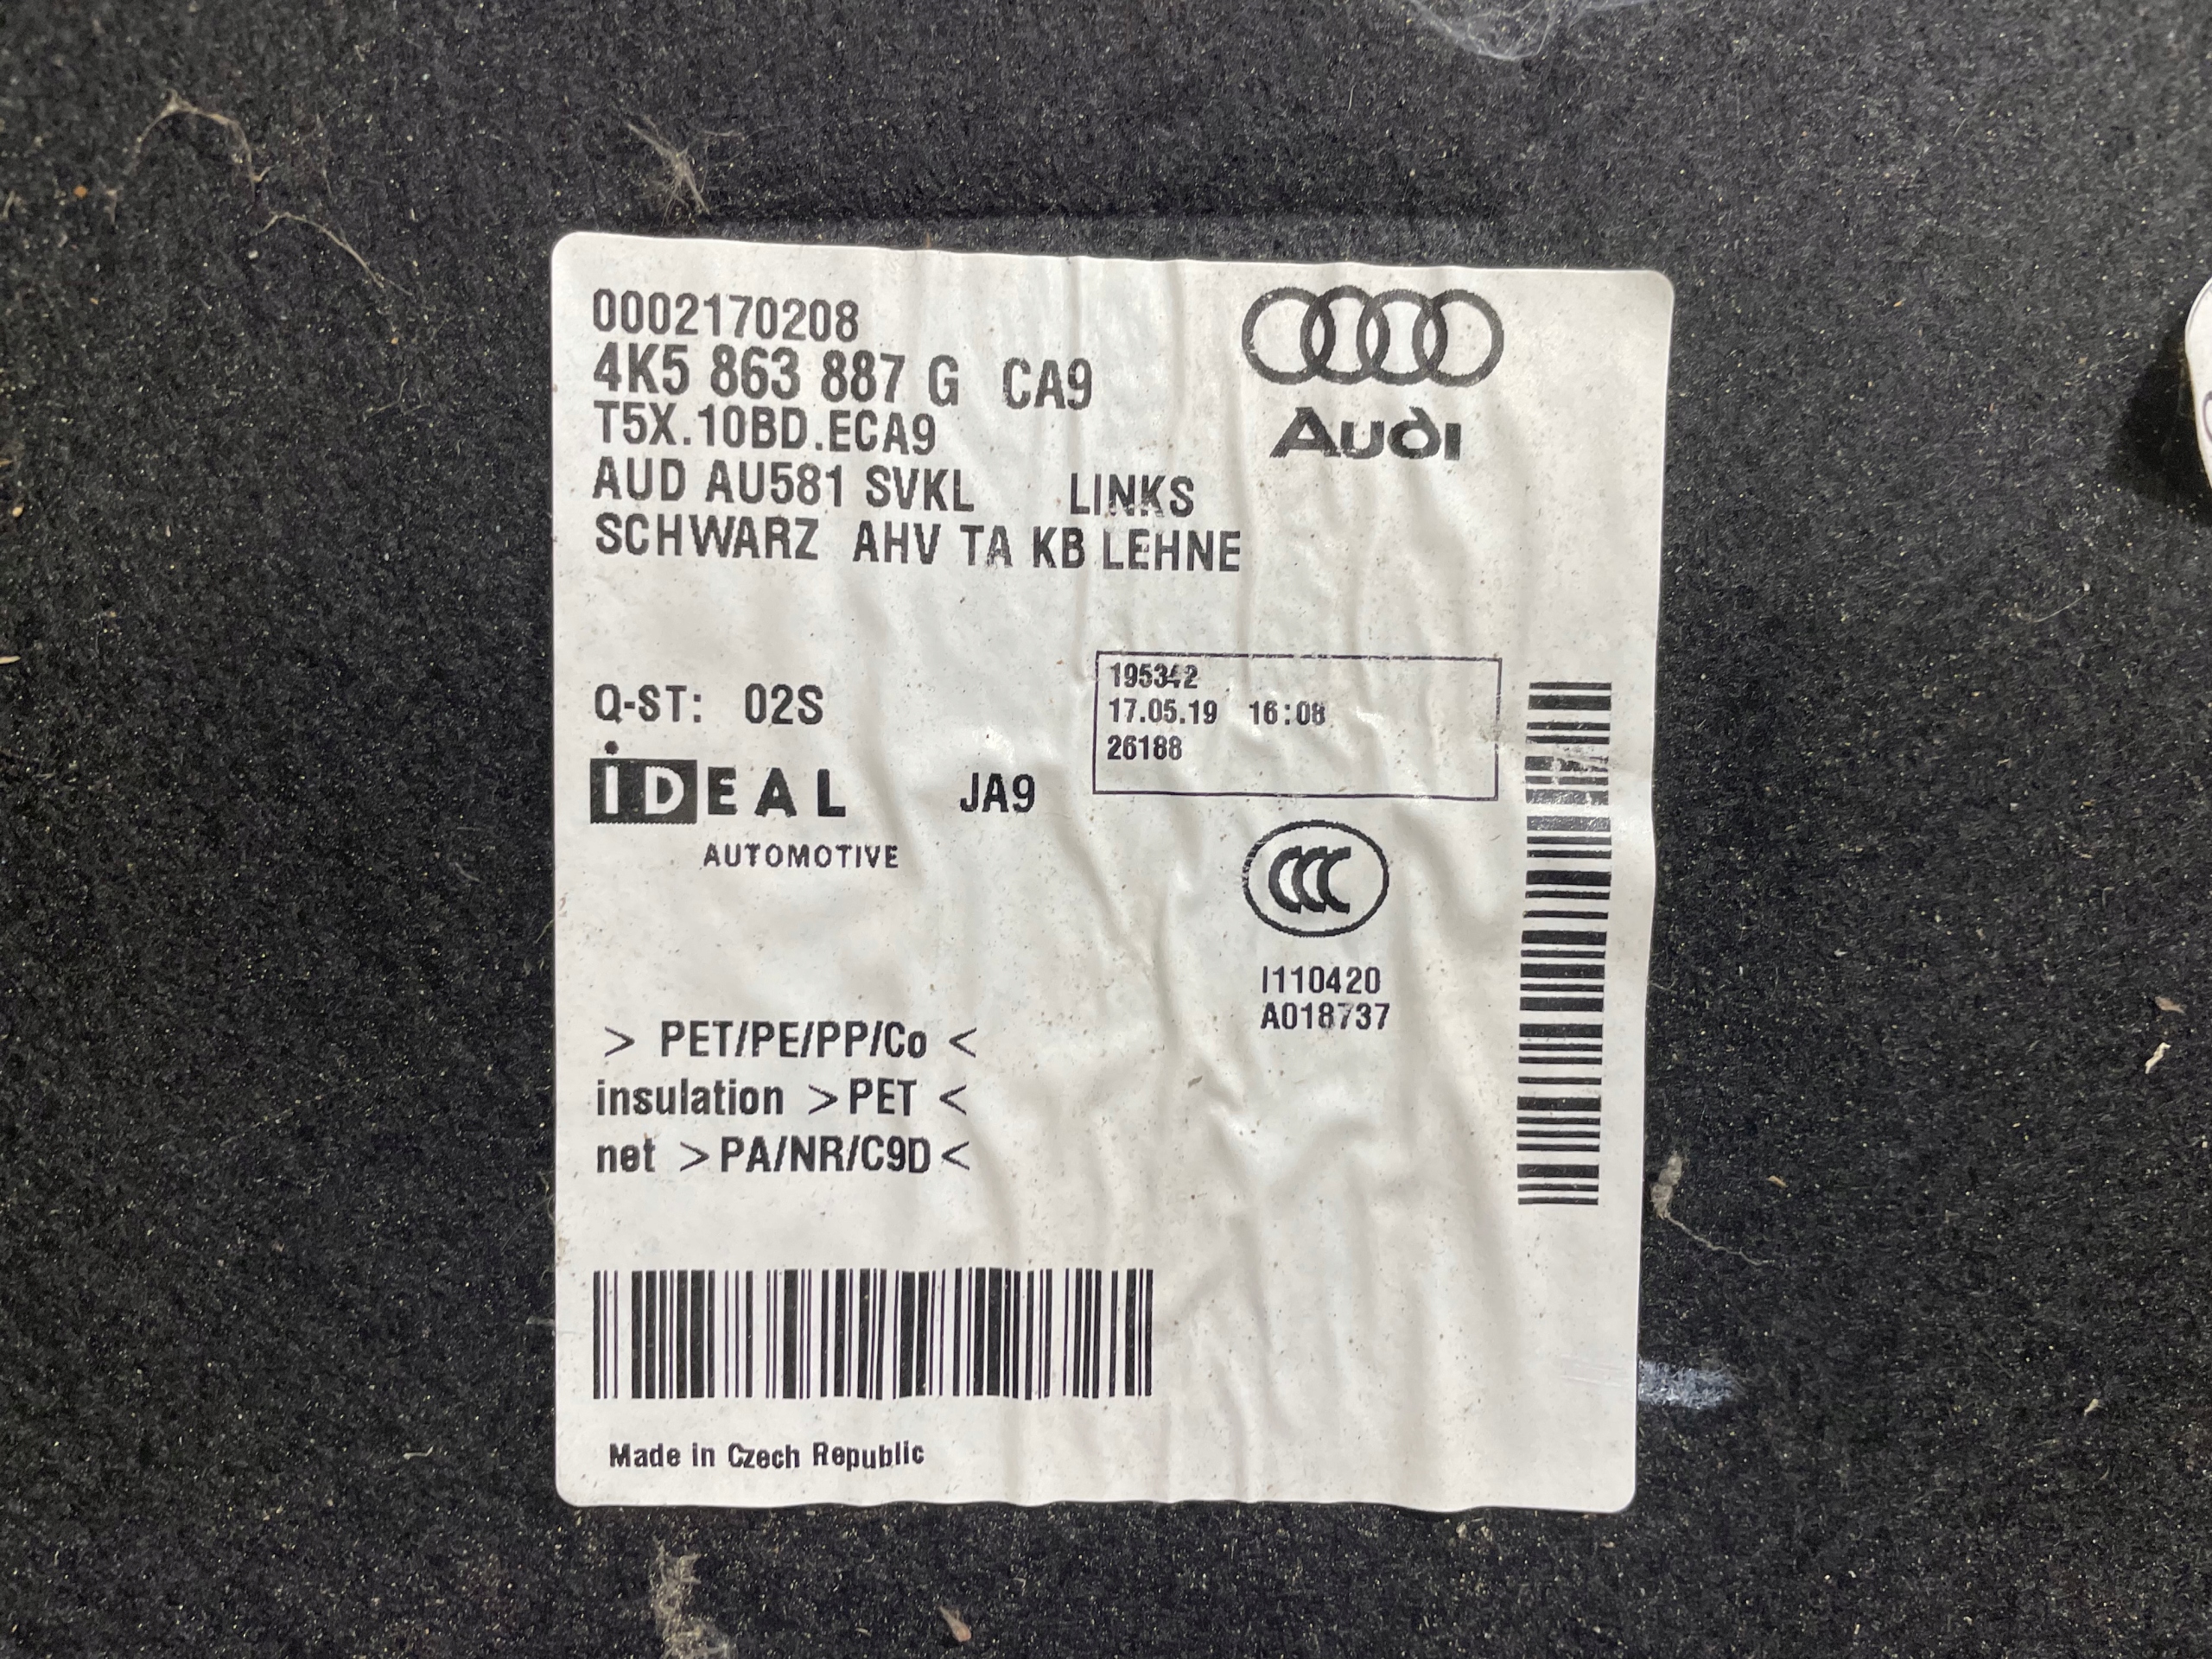 0002170208
4K5 863 887 G CA9
T5X.10BD.ECA9
AUD AU581 SVKL LINKS
SCHWARZ AHV TA KB LEHNE
Audi
Q-ST: 02S
195342
17.05.19 16:08
26188
iDEAL JA9
AUTOMOTIVE
CCC
I110420
A018737
> PET/PE/PP/Co <
insulation >PET <
net >PA/NR/C9D<
Made in Czech Republic